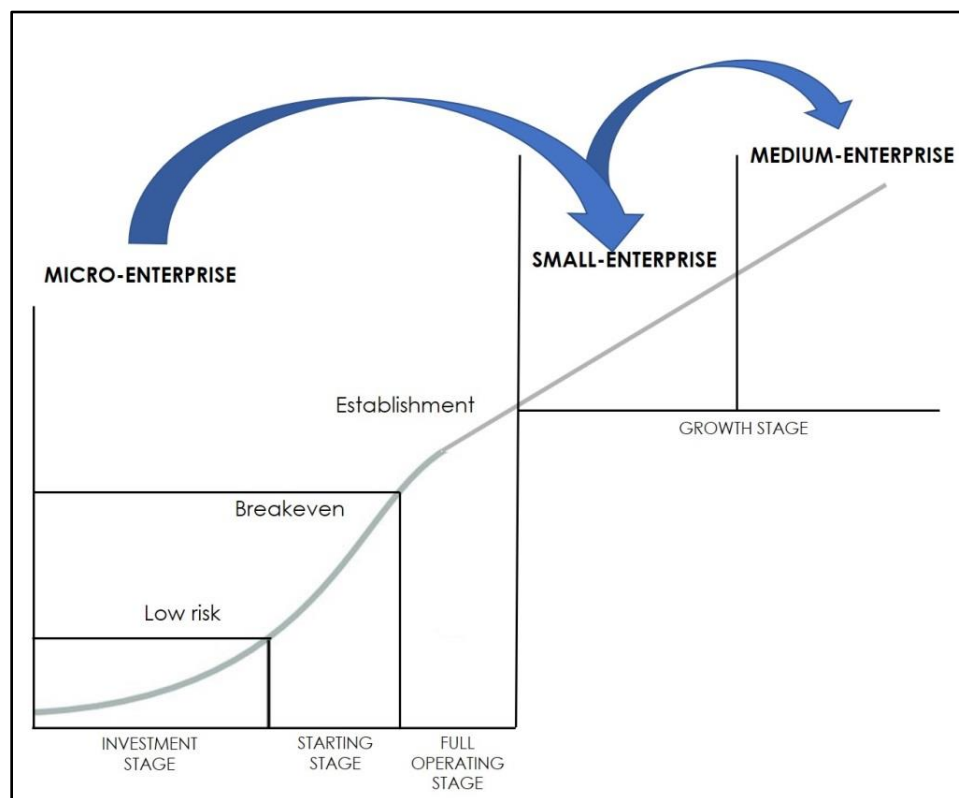 MEDIUM-ENTERPRISE
SMALL-ENTERPRISE
MICRO-ENTERPRISE
Establishment
GROWTH STAGE
Breakeven
Low risk
INVESTMENT
STAGE
STARTING
STAGE
FULL
OPERATING
STAGE